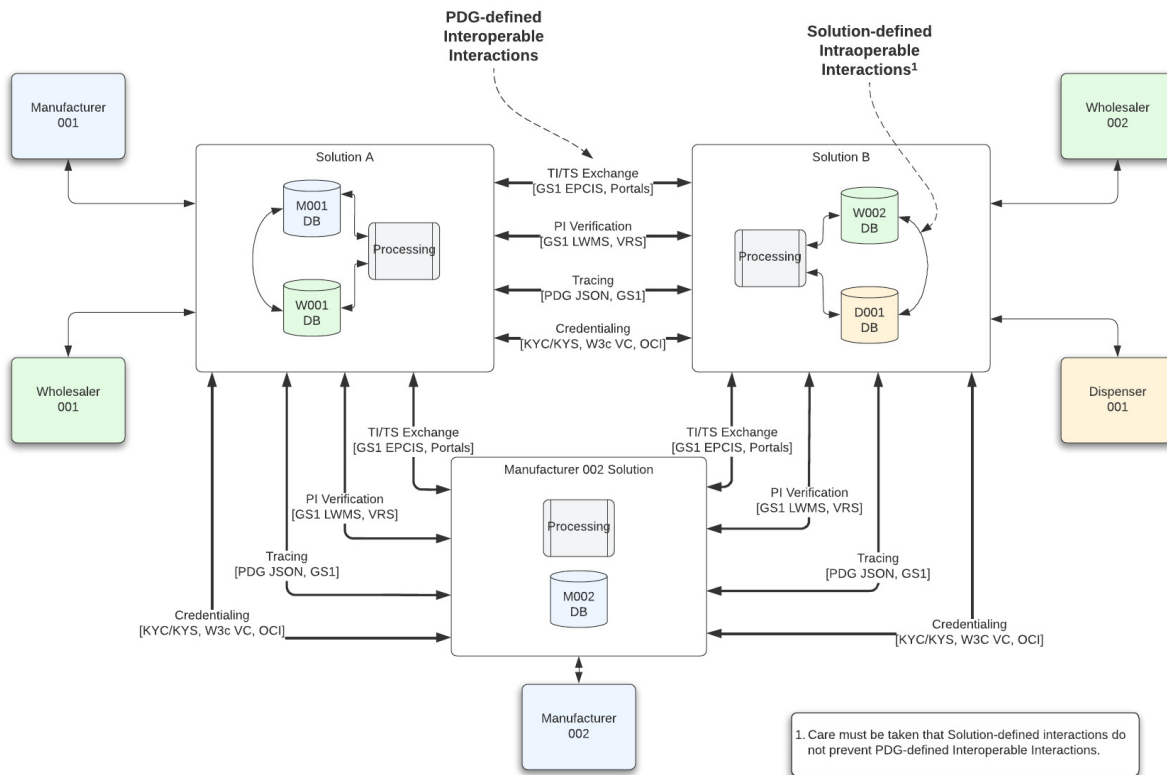 PDG-defined
Interoperable
Interactions
Solution-defined
Intraoperable
Interactions¹
Manufacturer
001
Wholesaler
002
Solution A
Solution B
M001
DB
Processing
W001
DB
TI/TS Exchange
[GS1 EPCIS, Portals]
PI Verification
[GS1 LWMS, VRS]
Tracing
[PDG JSON, GS1]
Credentialing
[KYC/KYS, W3c VC, OCI]
W002
DB
Processing
D001
DB
Wholesaler
001
Dispenser
001
TI/TS Exchange
[GS1 EPCIS, Portals]
PI Verification
[GS1 LWMS, VRS]
Tracing
[PDG JSON, GS1]
Credentialing
[KYC/KYS, W3c VC, OCI]
Manufacturer 002 Solution
Processing
M002
DB
TI/TS Exchange
[GS1 EPCIS, Portals]
PI Verification
[GS1 LWMS, VRS]
Tracing
[PDG JSON, GS1]
Credentialing
[KYC/KYS, W3C VC, OCI]
Manufacturer
002
1. Care must be taken that Solution-defined interactions do
not prevent PDG-defined Interoperable Interactions.